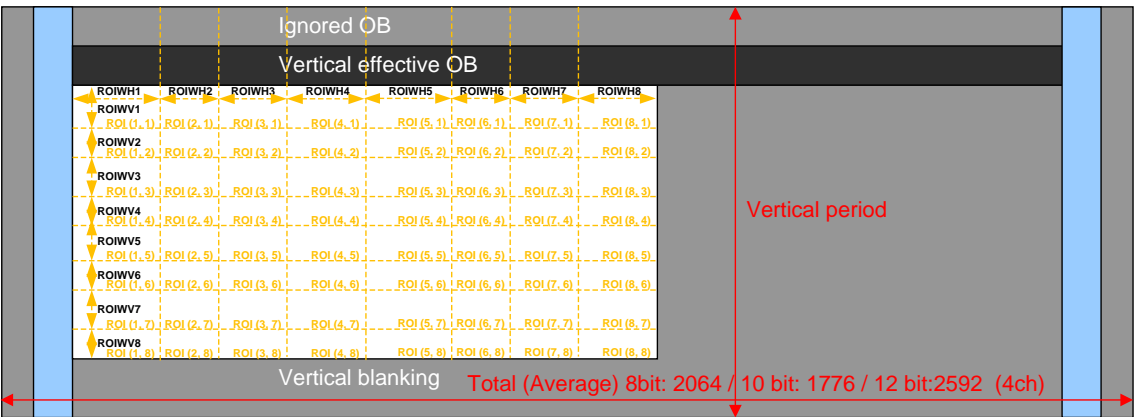 Ignored OB
Vertical effective OB
ROIWH1 ROIWH2 ROIWH3 ROIWH4 ROIWH5 ROIWH6 ROIWH7 ROIWH8
ROIWV1
ROI (1, 1) ROI (2, 1) ROI (3, 1) ROI (4, 1) ROI (5, 1) ROI (6, 1) ROI (7, 1) ROI (8, 1)
ROIWV2
ROI (1, 2) ROI (2, 2) ROI (3, 2) ROI (4, 2) ROI (5, 2) ROI (6, 2) ROI (7, 2) ROI (8, 2)
ROIWV3
ROI (1, 3) ROI (2, 3) ROI (3, 3) ROI (4, 3) ROI (5, 3) ROI (6, 3) ROI (7, 3) ROI (8, 3)
ROIWV4
ROI (1, 4) ROI (2, 4) ROI (3, 4) ROI (4, 4) ROI (5, 4) ROI (6, 4) ROI (7, 4) ROI (8, 4)
Vertical period
ROIWV5
ROI (1, 5) ROI (2, 5) ROI (3, 5) ROI (4, 5) ROI (5, 5) ROI (6, 5) ROI (7, 5) ROI (8, 5)
ROIWV6
ROI (1, 6) ROI (2, 6) ROI (3, 6) ROI (4, 6) ROI (5, 6) ROI (6, 6) ROI (7, 6) ROI (8, 6)
ROIWV7
ROI (1, 7) ROI (2, 7) ROI (3, 7) ROI (4, 7) ROI (5, 7) ROI (6, 7) ROI (7, 7) ROI (8, 7)
ROIWV8
ROI (1, 8) ROI (2, 8) ROI (3, 8) ROI (4, 8) ROI (5, 8) ROI (6, 8) ROI (7, 8) ROI (8, 8)
Vertical blanking
Total (Average) 8bit: 2064 / 10 bit: 1776 / 12 bit:2592 (4ch)